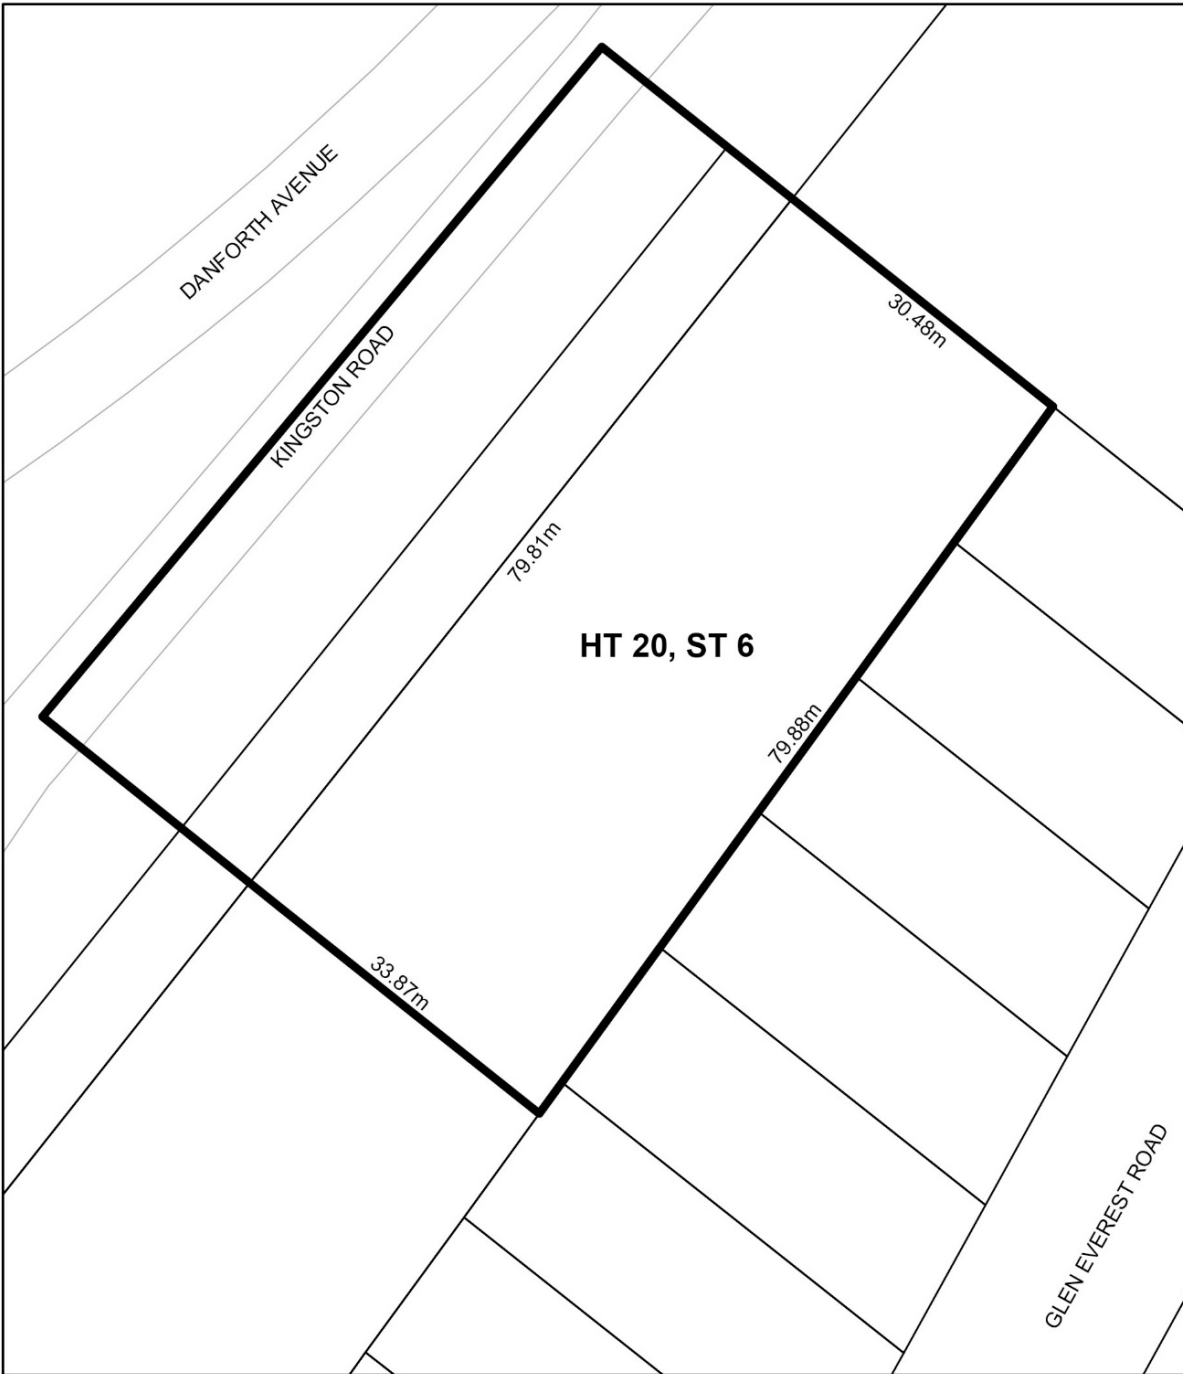 DANFORTH AVENUE
30.48m
KINGSTON ROAD
79.81m
HT 20, ST 6
79.88m
33.87m
GLEN EVEREST ROAD